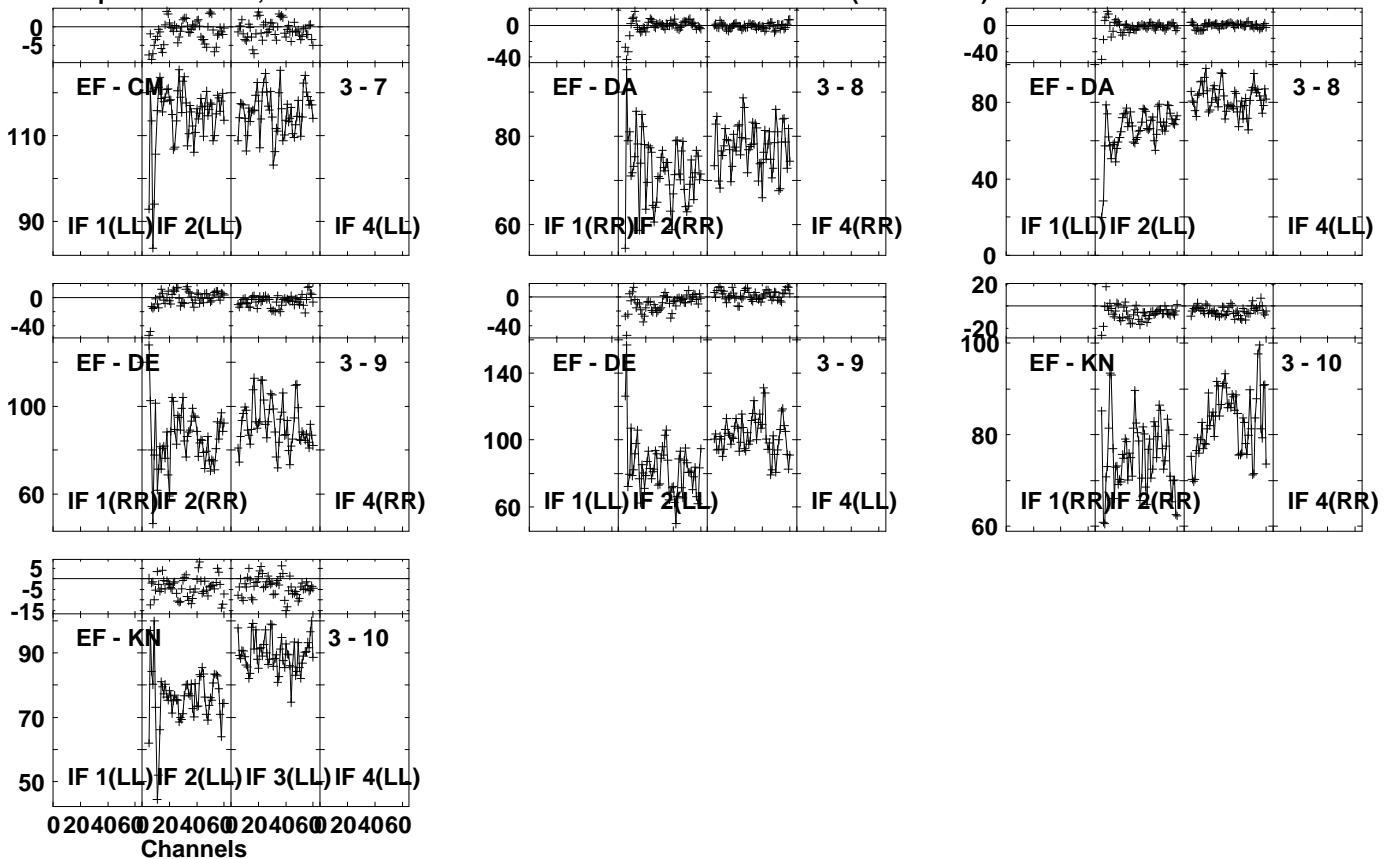 0
-5
EF - CM 3 - 7
110
90
IF 1(LL) IF 2(LL) IF 4(LL)
0
-40
EF - DA 3 - 8
80
60
IF 1(RR) IF 2(RR) IF 4(RR)
0
-40
EF - DA 3 - 8
80
40
0
IF 1(LL) IF 2(LL) IF 4(LL)
0
-40
EF - DE 3 - 9
100
60
IF 1(RR) IF 2(RR) IF 4(RR)
0
-40
EF - DE 3 - 9
140
100
60
IF 1(LL) IF 2(LL) IF 4(LL)
20
-20
100
EF - KN 3 - 10
80
60
IF 1(RR) IF 2(RR) IF 4(RR)
5
-5
-15
EF - KN 3 - 10
90
70
50
IF 1(LL) IF 2(LL) IF 3(LL) IF 4(LL)
0 20 40 60 0 20 40 60 0 20 40 60 0 20 40 60
Channels